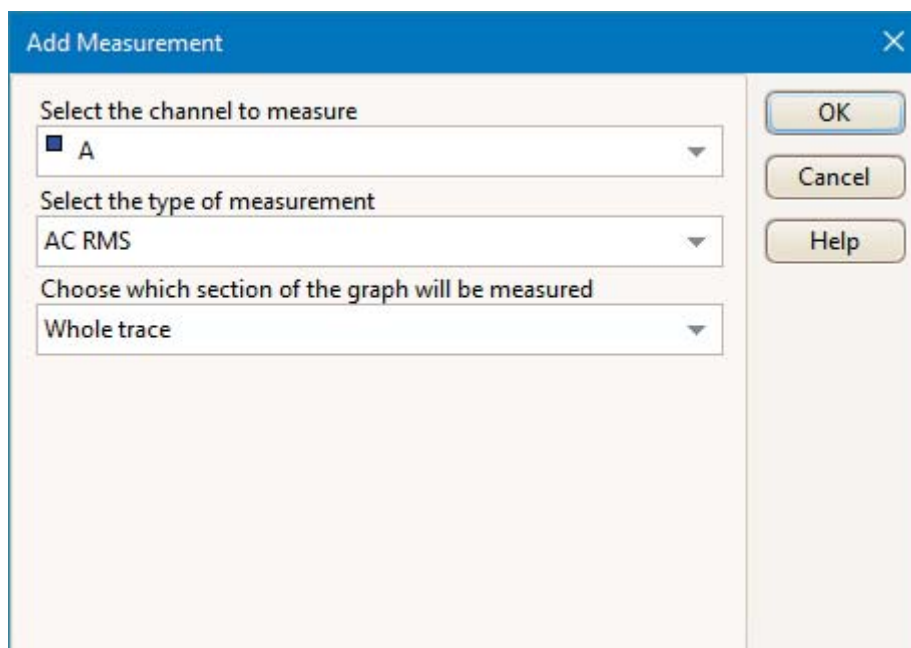 Add Measurement
Select the channel to measure
A
Select the type of measurement
AC RMS
Choose which section of the graph will be measured
Whole trace
OK
Cancel
Help